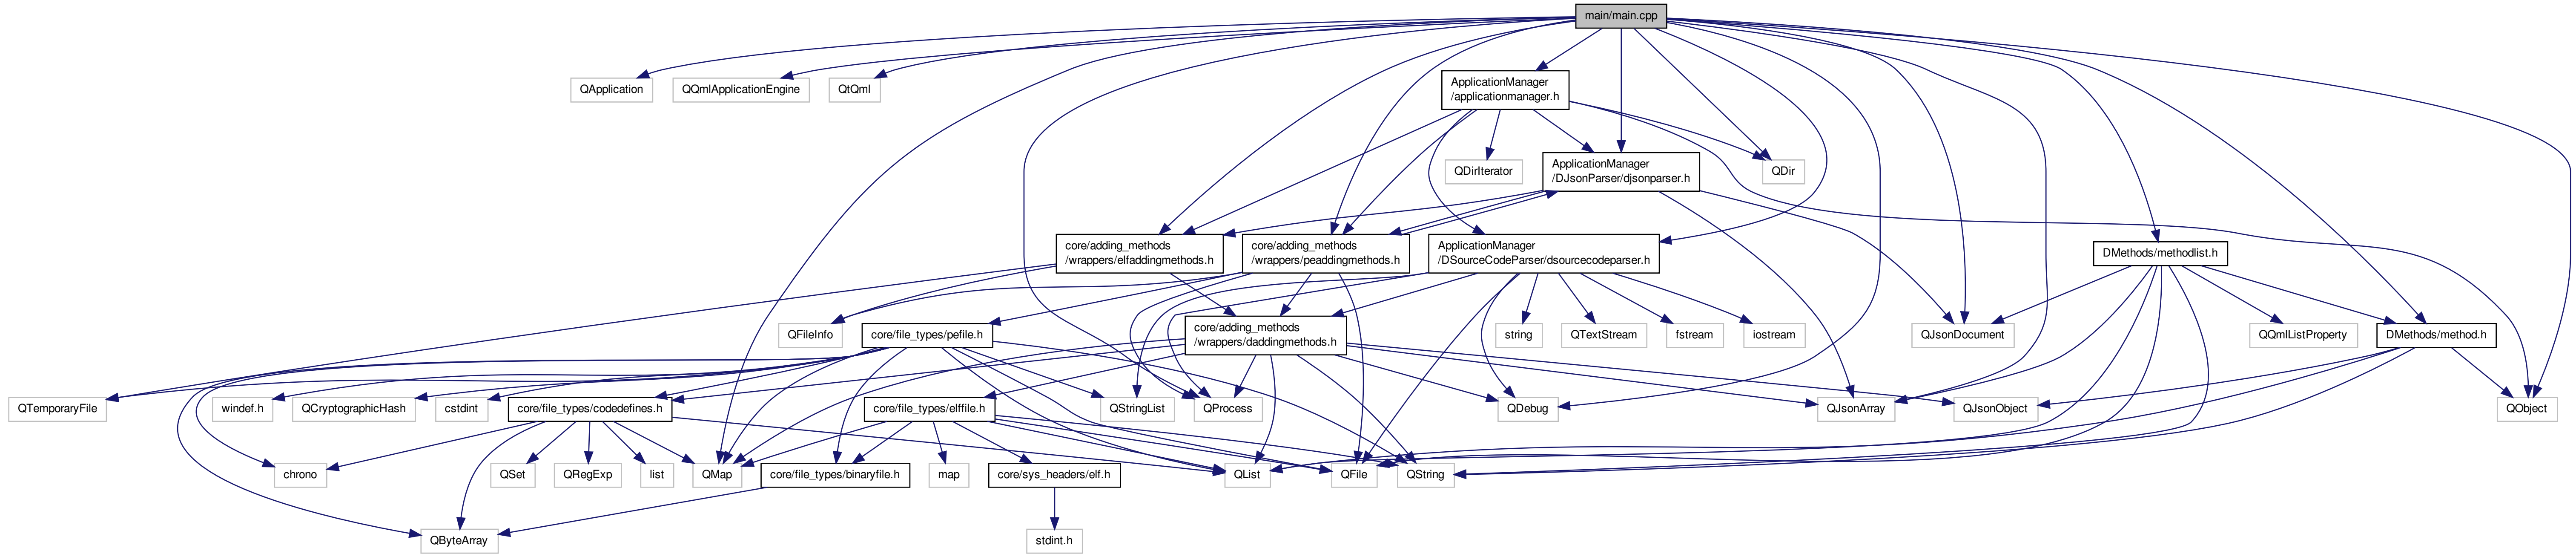 main/main.cpp
QApplication
QQmlApplicationEngine
QtQml
ApplicationManager
/applicationmanager.h
QDirIterator
ApplicationManager
/DJsonParser/djsonparser.h
QDir
core/adding_methods
/wrappers/elfaddingmethods.h
core/adding_methods
/wrappers/peaddingmethods.h
ApplicationManager
/DSourceCodeParser/dsourcecodeparser.h
DMethods/methodlist.h
QFileInfo
core/file_types/pefile.h
core/adding_methods
/wrappers/daddingmethods.h
string
QTextStream
fstream
iostream
QJsonDocument
QQmlListProperty
DMethods/method.h
QTemporaryFile
windef.h
QCryptographicHash
cstdint
core/file_types/codedefines.h
core/file_types/elffile.h
QStringList
QProcess
QDebug
QJsonArray
QJsonObject
QObject
chrono
QSet
QRegExp
list
QMap
core/file_types/binaryfile.h
map
core/sys_headers/elf.h
QList
QFile
QString
QByteArray
stdint.h